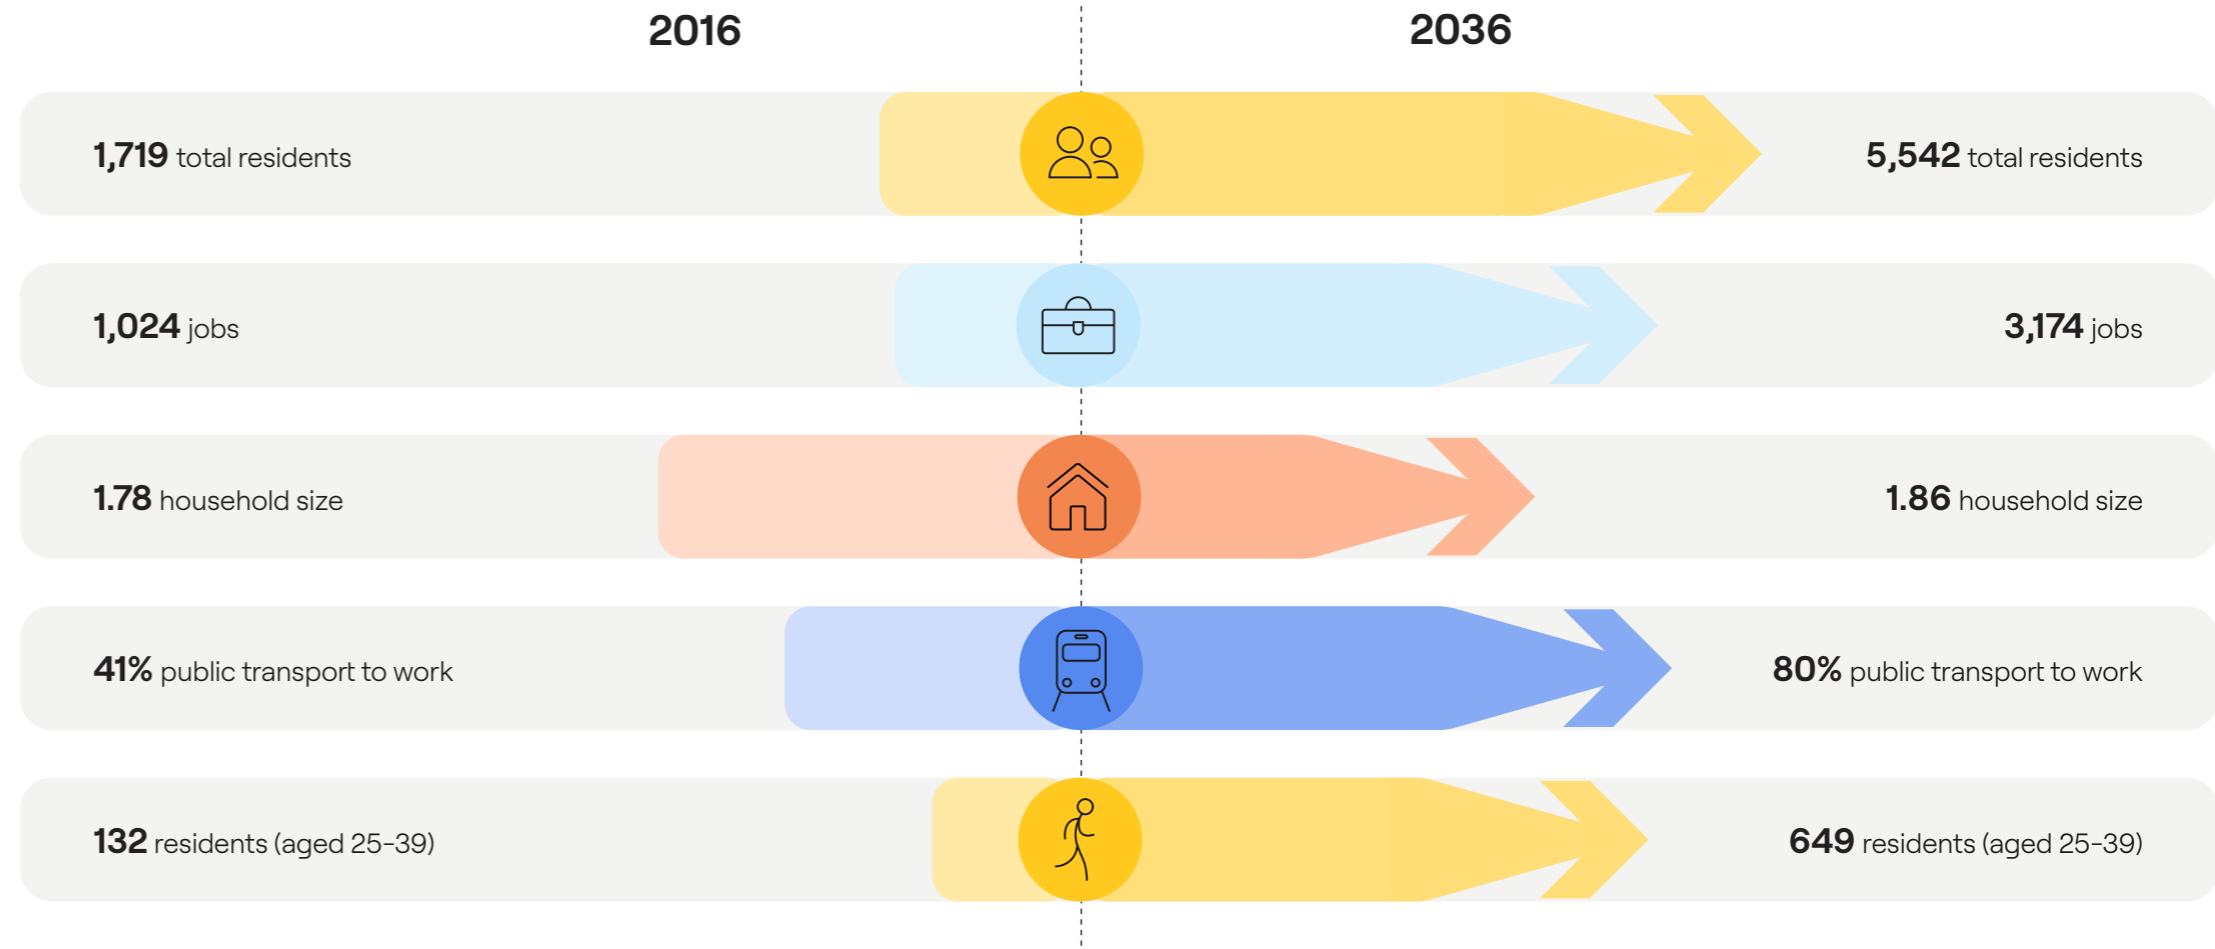 2016 2036
1,719 total residents 5,542 total residents
1,024 jobs 3,174 jobs
1.78 household size 1.86 household size
41% public transport to work 80% public transport to work
132 residents (aged 25-39) 649 residents (aged 25-39)